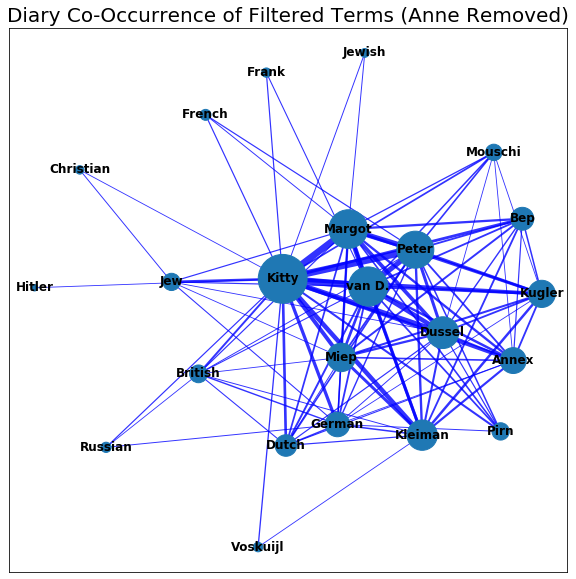 Diary Co-Occurrence of Filtered Terms (Anne Removed)
Jewish
Frank
French
Mouschi
Christian
Bep
Margot
Peter
Kitty
Jew
van D.
Hitler
Kugler
Dussel
Miep
Annex
British
German
Kleiman
Pim
Dutch
Russian
Voskuijl